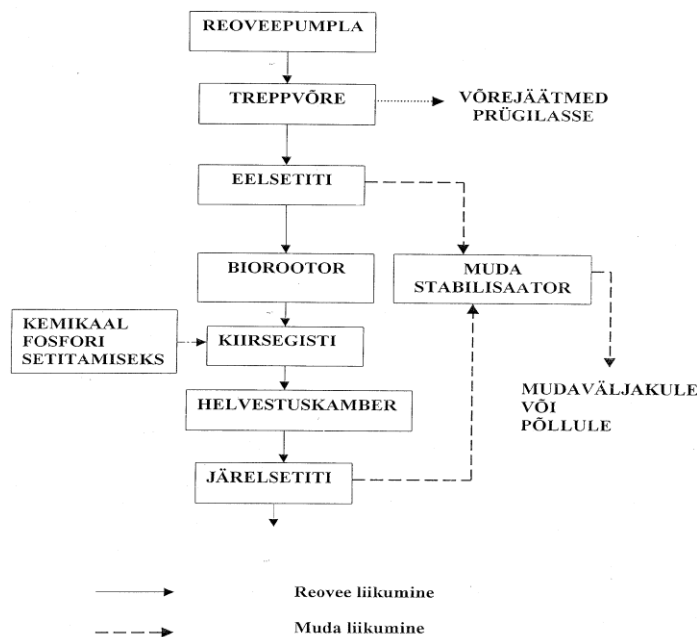 REOVEEPUMPLA
TREPPVÕRE
VÕREJÄÄTMED
PRÜGILASSE
EELSETITI
BIOROOTOR
MUDA
STABILISAATOR
KEMIKAAL
FOSFORI
SETITAMISEKS
KIIRSEGISTI
MUDAVÄLJAKULE
VÕI
PÕLLULE
HELVESTUSKAMBER
JÄRELSETITI
Reovee liikumine
Muda liikumine